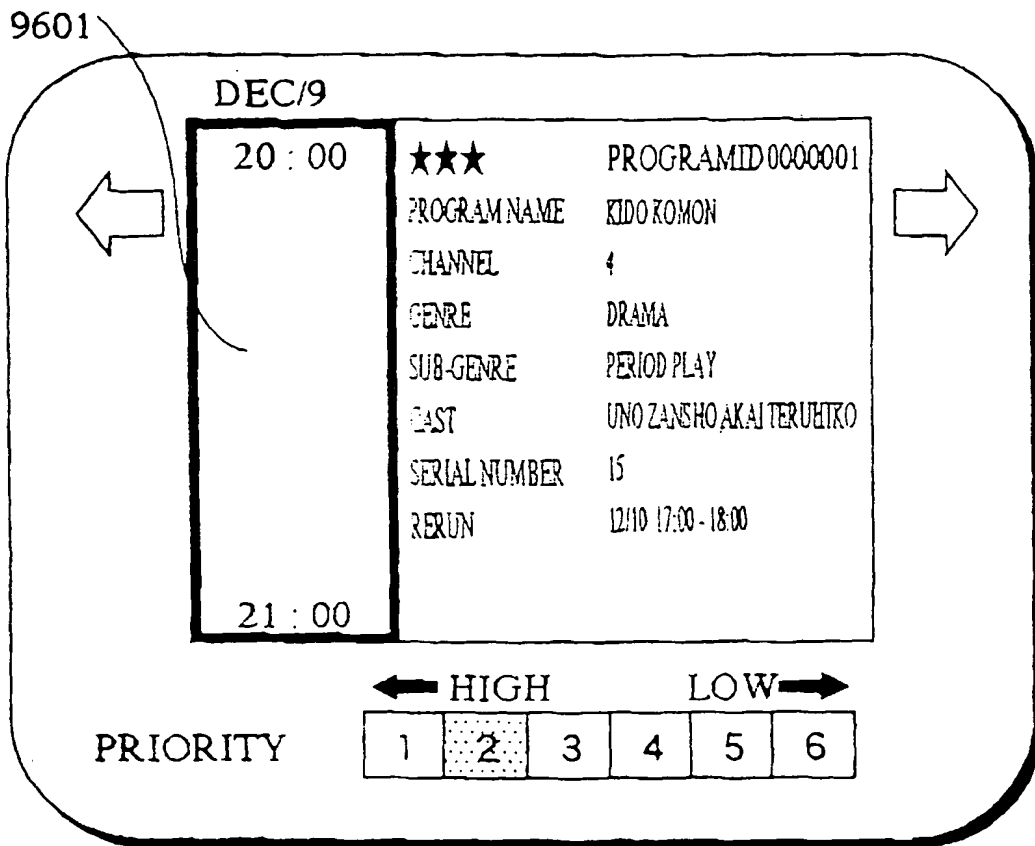 9601
DEC/9
20 : 00
★★★ PROGRAMID 0000001
PROGRAM NAME KIDO KOMON
CHANNEL 4
GENRE DRAMA
SUB-GENRE PERIOD PLAY
CAST UNO ZANSHO AKAI TERUHIKO
SERIAL NUMBER 15
RERUN 12/10 17:00 - 18:00
21 : 00
HIGH LOW
PRIORITY 1 2 3 4 5 6